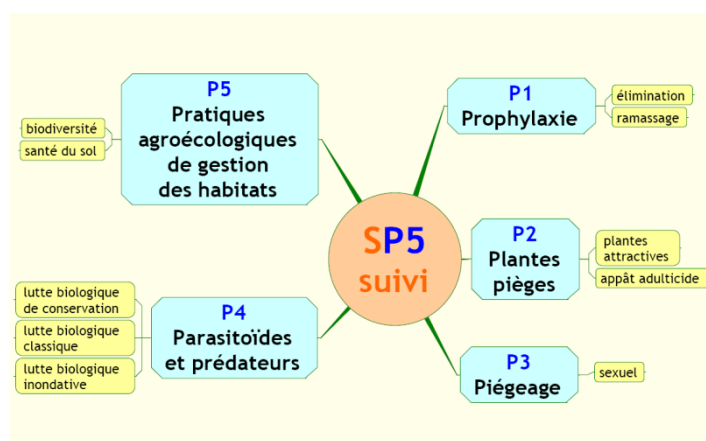 SP5
suivi
P1
Prophylaxie
élimination
ramassage
P2
Plantes
pièges
plantes
attractives
appât adulticide
P3
Piégeage
sexuel
P4
Parasitoïdes
et prédateurs
lutte biologique
de conservation
lutte biologique
classique
lutte biologique
inondative
P5
Pratiques
agroécologiques
de gestion
des habitats
biodiversité
santé du sol